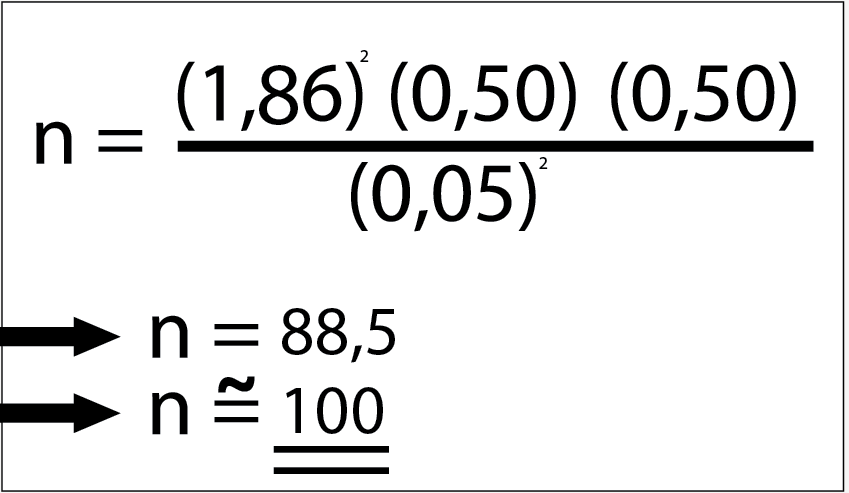 n = (1,86)² (0,50) (0,50)
(0,05)²
n = 88,5
n ≅ 100